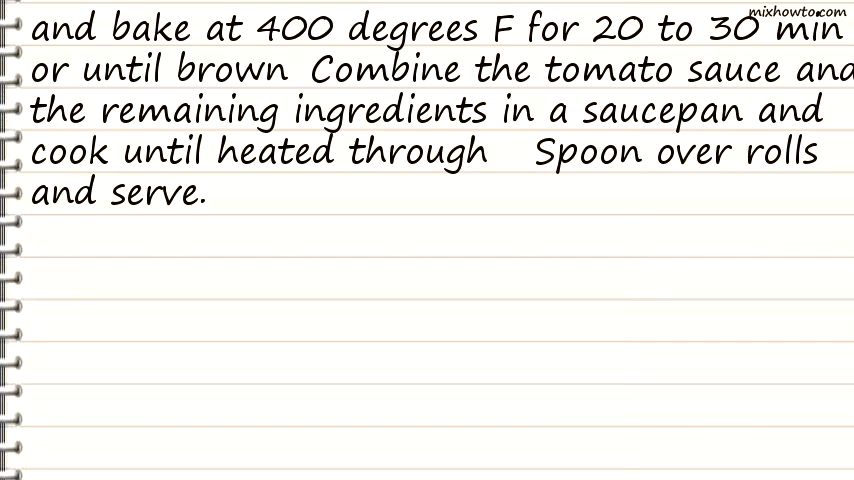 mixhowto.com
and bake at 400 degrees F for 20 to 30 min
or until brown Combine the tomato sauce and
the remaining ingredients in a saucepan and
cook until heated through Spoon over rolls
and serve.